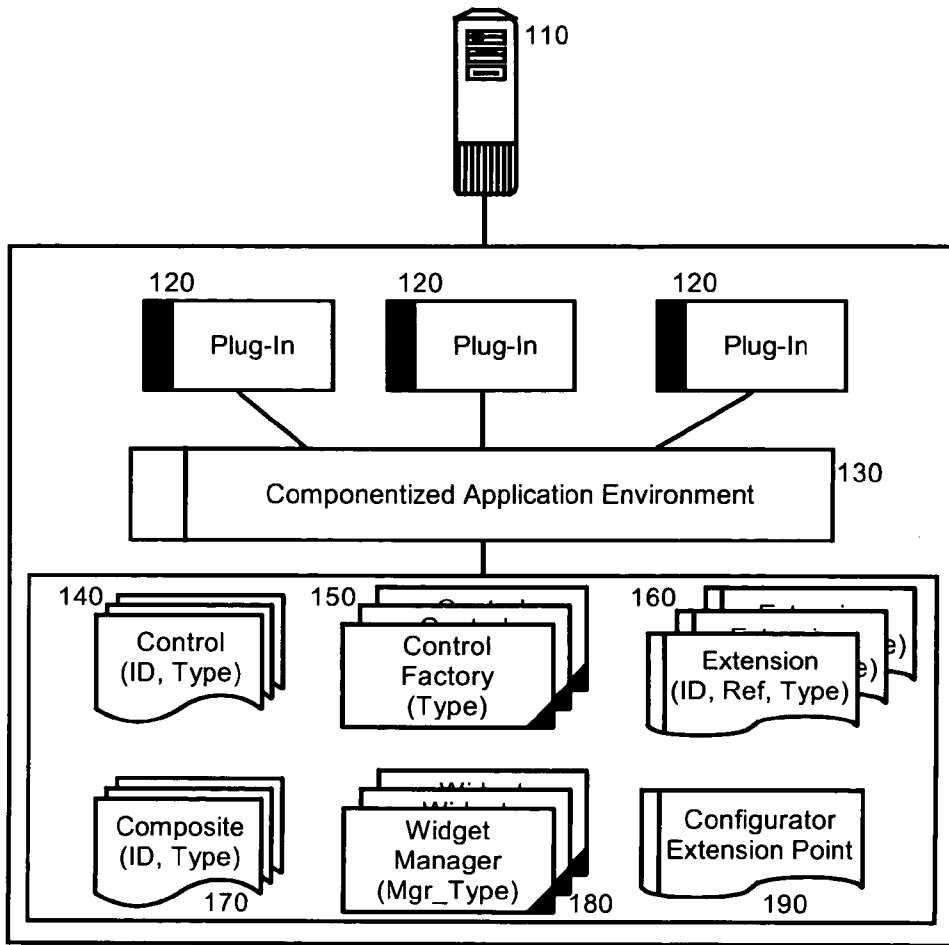 110
120
120
120
Plug-In
Plug-In
Plug-In
130
Componentized Application Environment
140
150
160
Control
(ID, Type)
Control
Factory
(Type)
Extension
(ID, Ref, Type)
Composite
(ID, Type)
Widget
Manager
(Mgr_Type)
Configurator
Extension Point
170
180
190